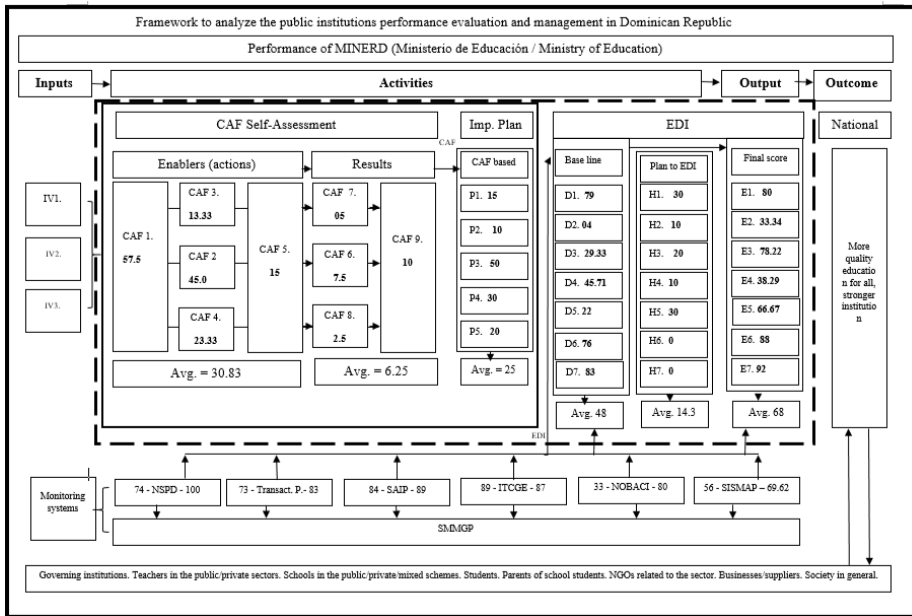 Framework to analyze the public institutions performance evaluation and management in Dominican Republic
Performance of MINERD (Ministerio de Educación / Ministry of Education)
Inputs
Activities
Output
Outcome
CAF Self-Assessment
Imp. Plan
EDI
National
CAF
Enablers (actions)
Results
CAF based
Base line
Plan to EDI
Final score
IV1.
IV2.
IV3.
CAF 1.
57.5
CAF 3.
13.33
CAF 2
45.0
CAF 4.
23.33
CAF 5.
15
CAF 7.
05
CAF 6.
7.5
CAF 8.
2.5
CAF 9.
10
P1. 15
P2. 10
P3. 50
P4. 30
P5. 20
D1. 79
D2. 04
D3. 29.33
D4. 45.71
D5. 22
D6. 76
D7. 83
H1. 30
H2. 10
H3. 20
H4. 10
H5. 30
H6. 0
H7. 0
E1. 80
E2. 33.34
E3. 78.22
E4. 38.29
E5. 66.67
E6. 88
E7. 92
More
quality
educatio
n for all,
stronger
institutio
n
Avg. = 30.83
Avg. = 6.25
Avg. = 25
Avg. 48
Avg. 14.3
Avg. 68
EDI
Monitoring
systems
74 - NSPD - 100
73 - Transact. P.- 83
84 - SAIP - 89
89 - ITCGE - 87
33 - NOBACI - 80
56 - SISMAP – 69.62
SMMGP
Governing institutions. Teachers in the public/private sectors. Schools in the public/private/mixed schemes. Students. Parents of school students. NGOs related to the sector. Businesses/suppliers. Society in general.